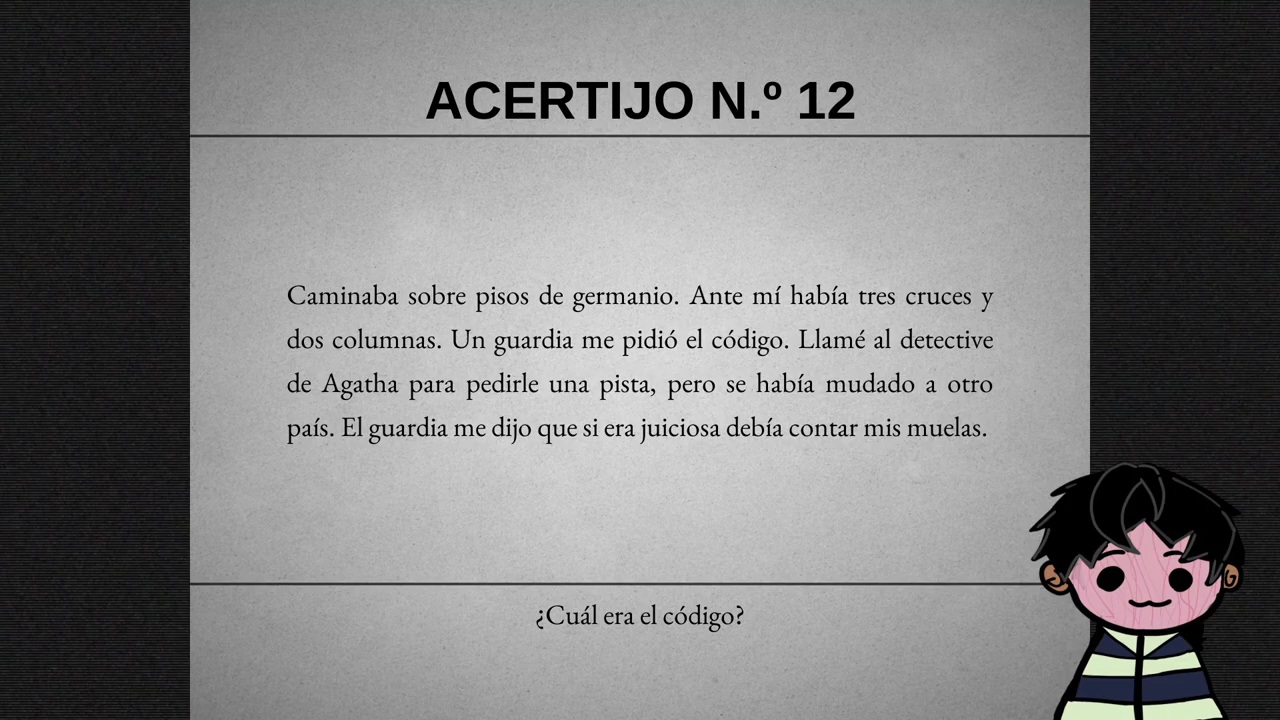 ACERTIJO N.º 12
Caminaba sobre pisos de germanio. Ante mí había tres cruces y
dos columnas. Un guardia me pidió el código. Llamé al detective
de Agatha para pedirle una pista, pero se había mudado a otro
país. El guardia me dijo que si era juiciosa debía contar mis muelas.
¿Cuál era el código?